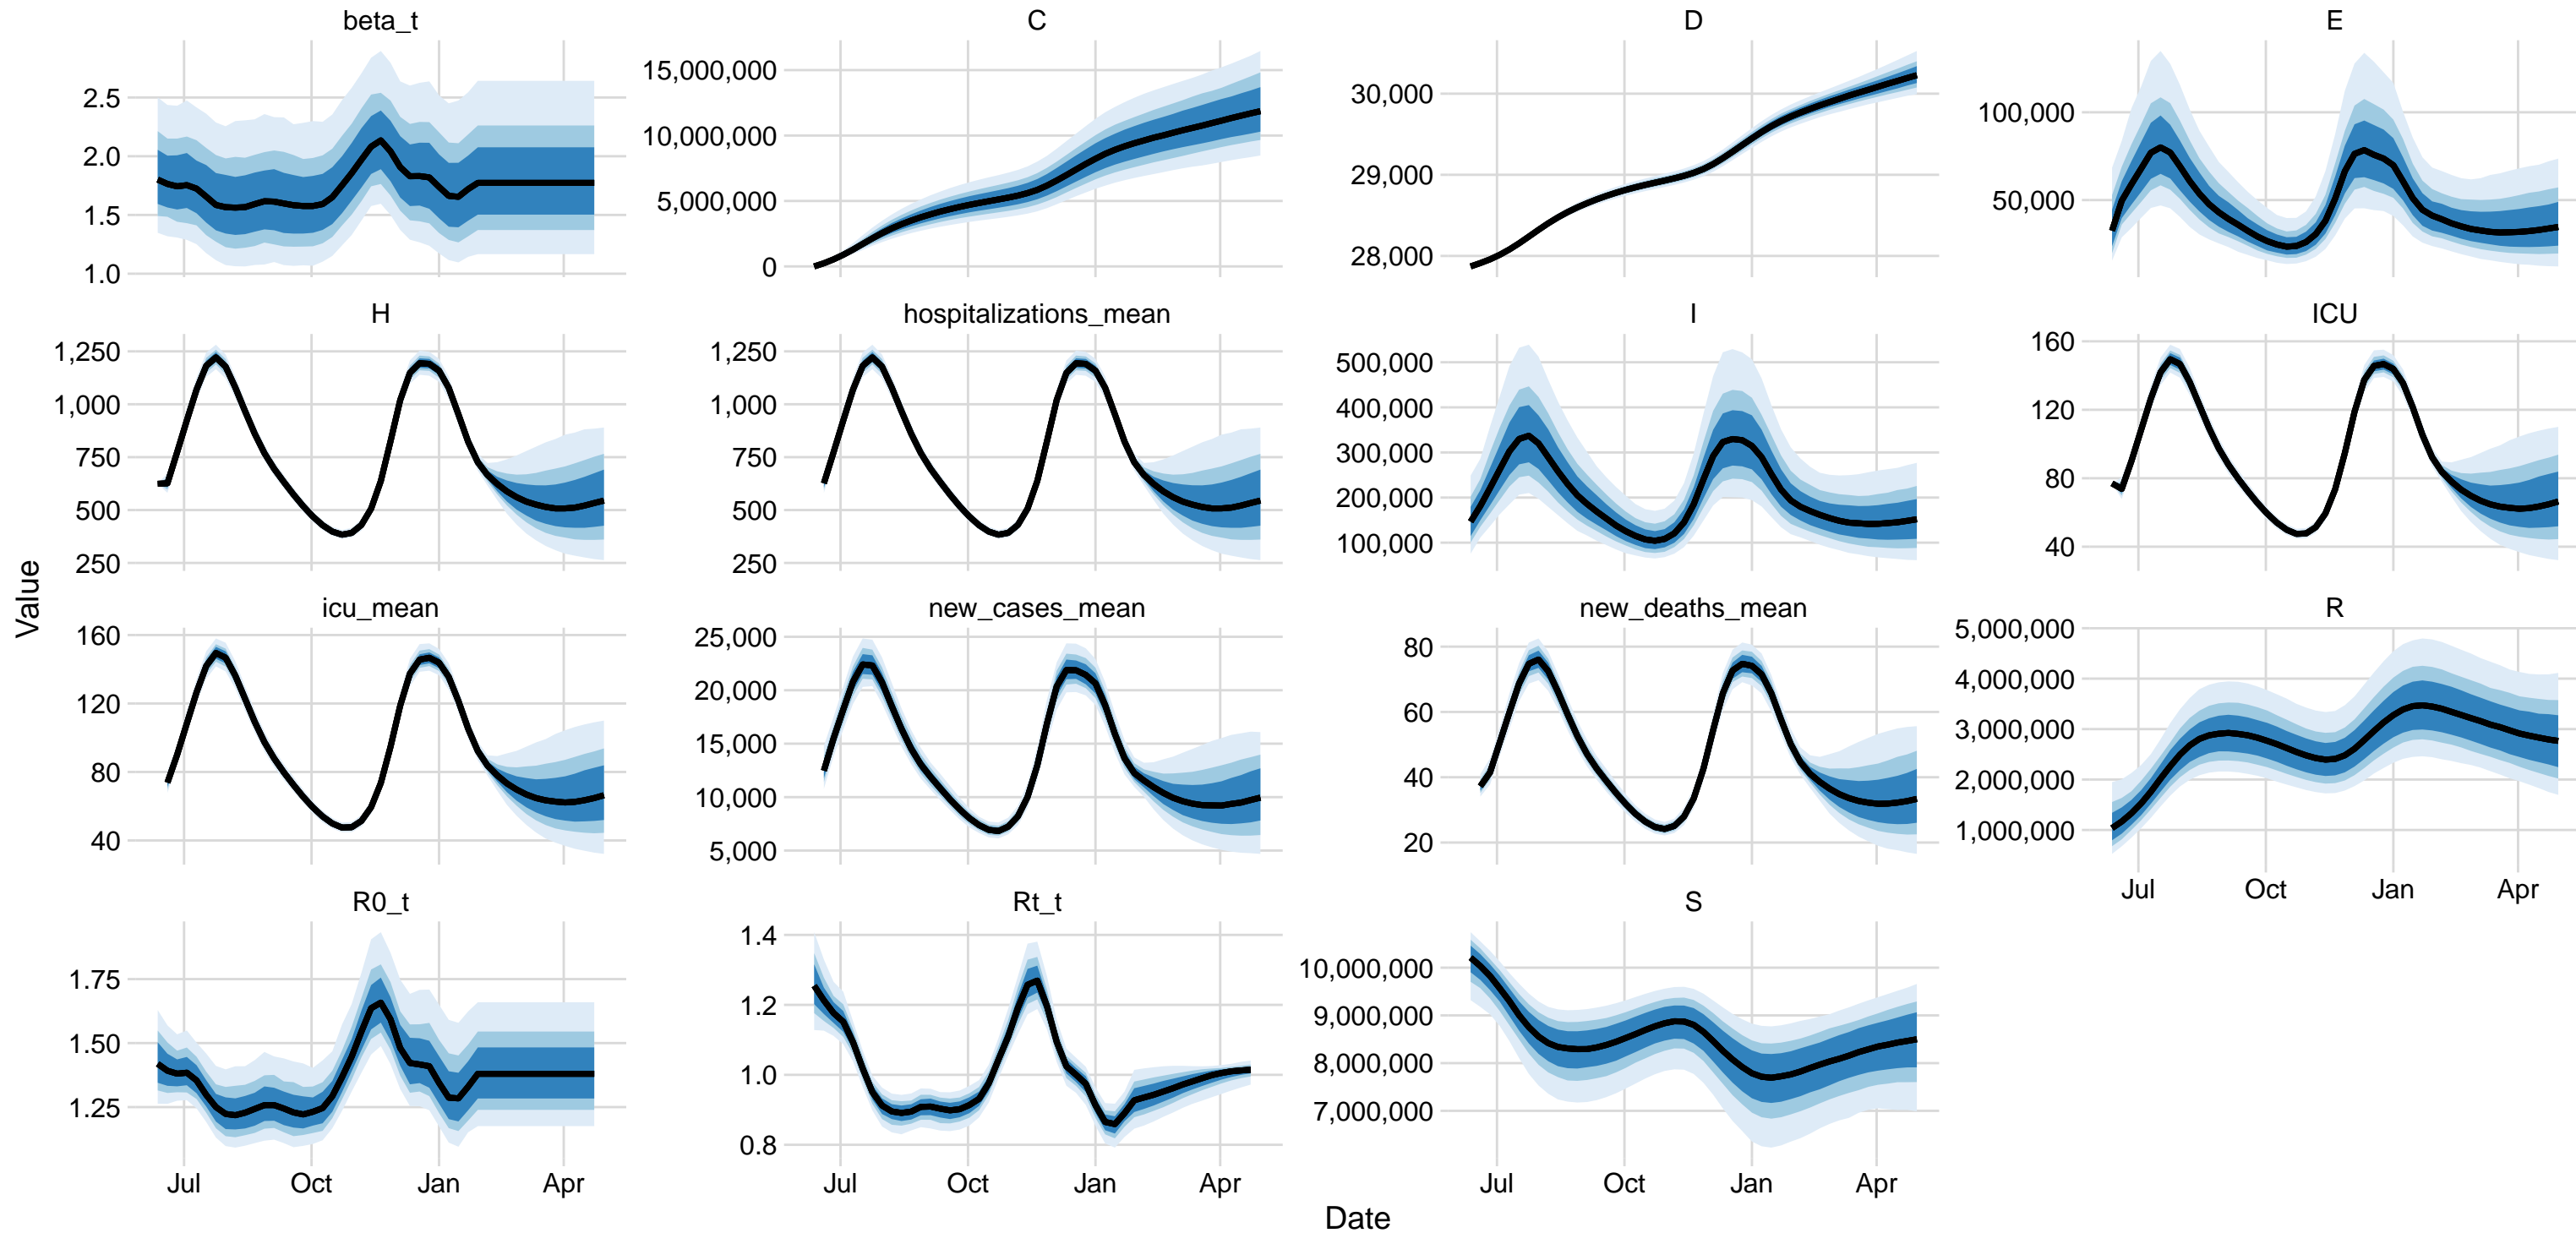 beta_t
C
D
E
2.5
2.0
1.5
1.0
15,000,000
10,000,000
5,000,000
0
30,000
29,000
28,000
100,000
50,000
H
hospitalizations_mean
I
ICU
1,250
1,000
750
500
250
1,250
1,000
750
500
250
500,000
400,000
300,000
200,000
100,000
160
120
80
40
icu_mean
new_cases_mean
new_deaths_mean
R
160
120
80
40
25,000
20,000
15,000
10,000
5,000
80
60
40
20
5,000,000
4,000,000
3,000,000
2,000,000
1,000,000
Jul Oct Jan Apr
R0_t
Rt_t
S
1.75
1.50
1.25
1.4
1.2
1.0
0.8
10,000,000
9,000,000
8,000,000
7,000,000
Jul Oct Jan Apr
Jul Oct Jan Apr
Jul Oct Jan Apr
Date
Value